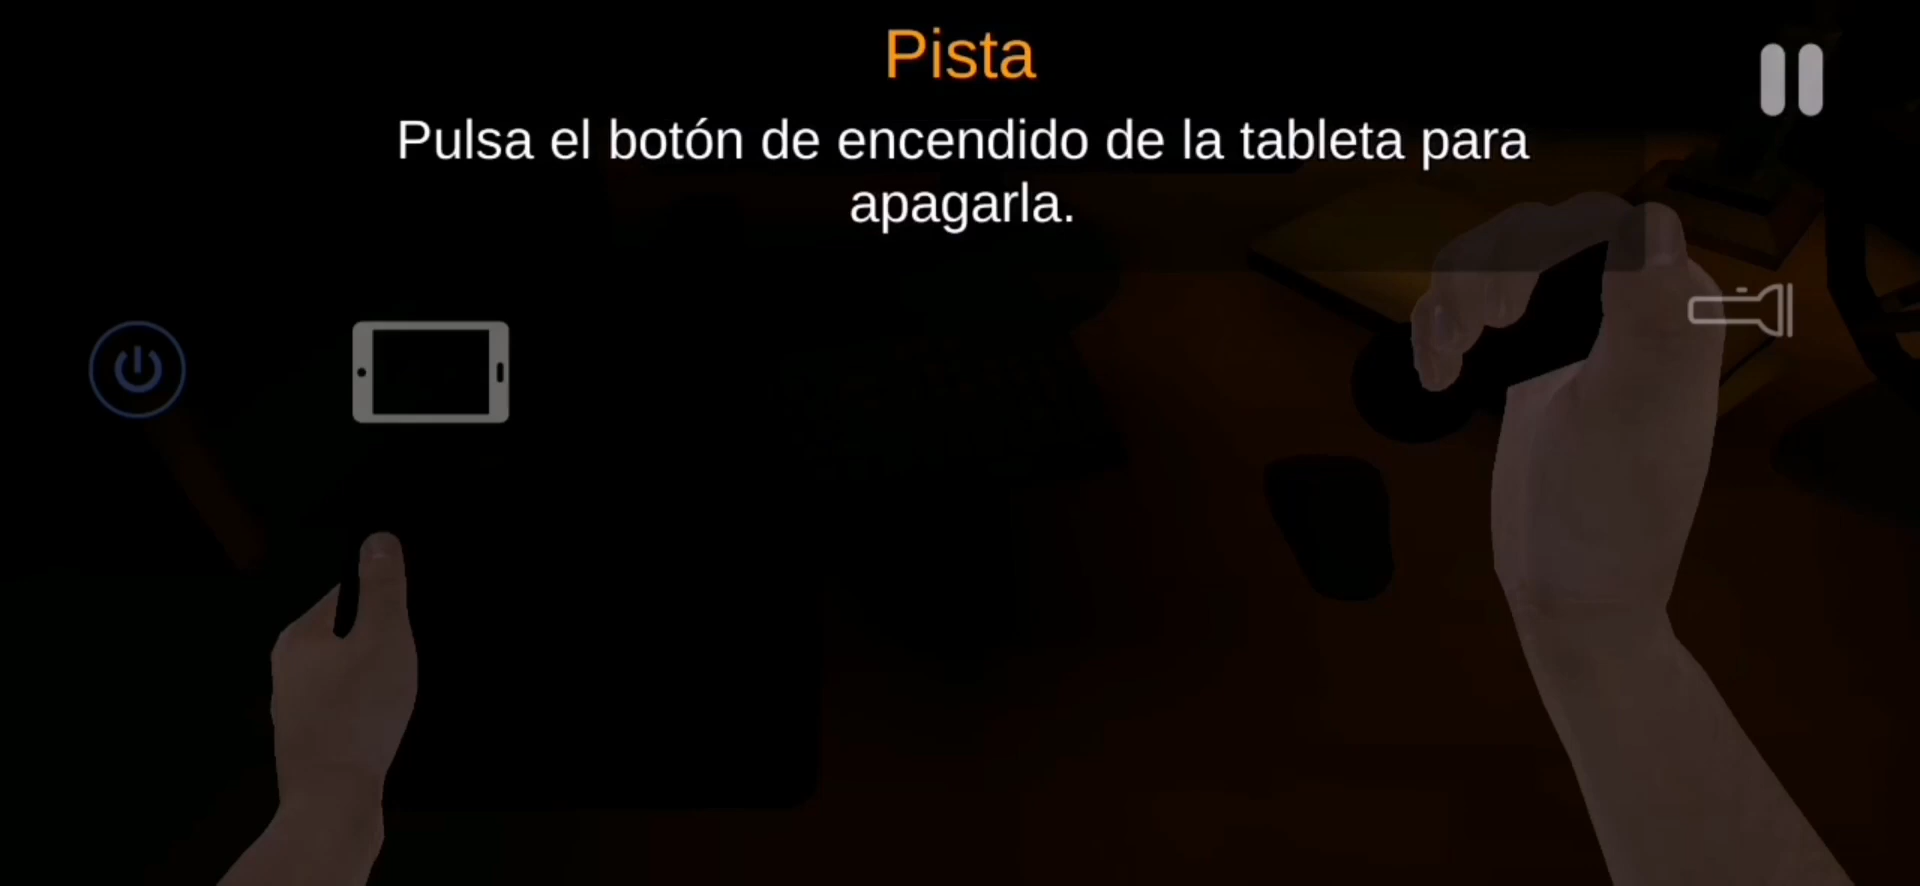 Pista
Pulsa el botón de encendido de la tableta para
apagarla.